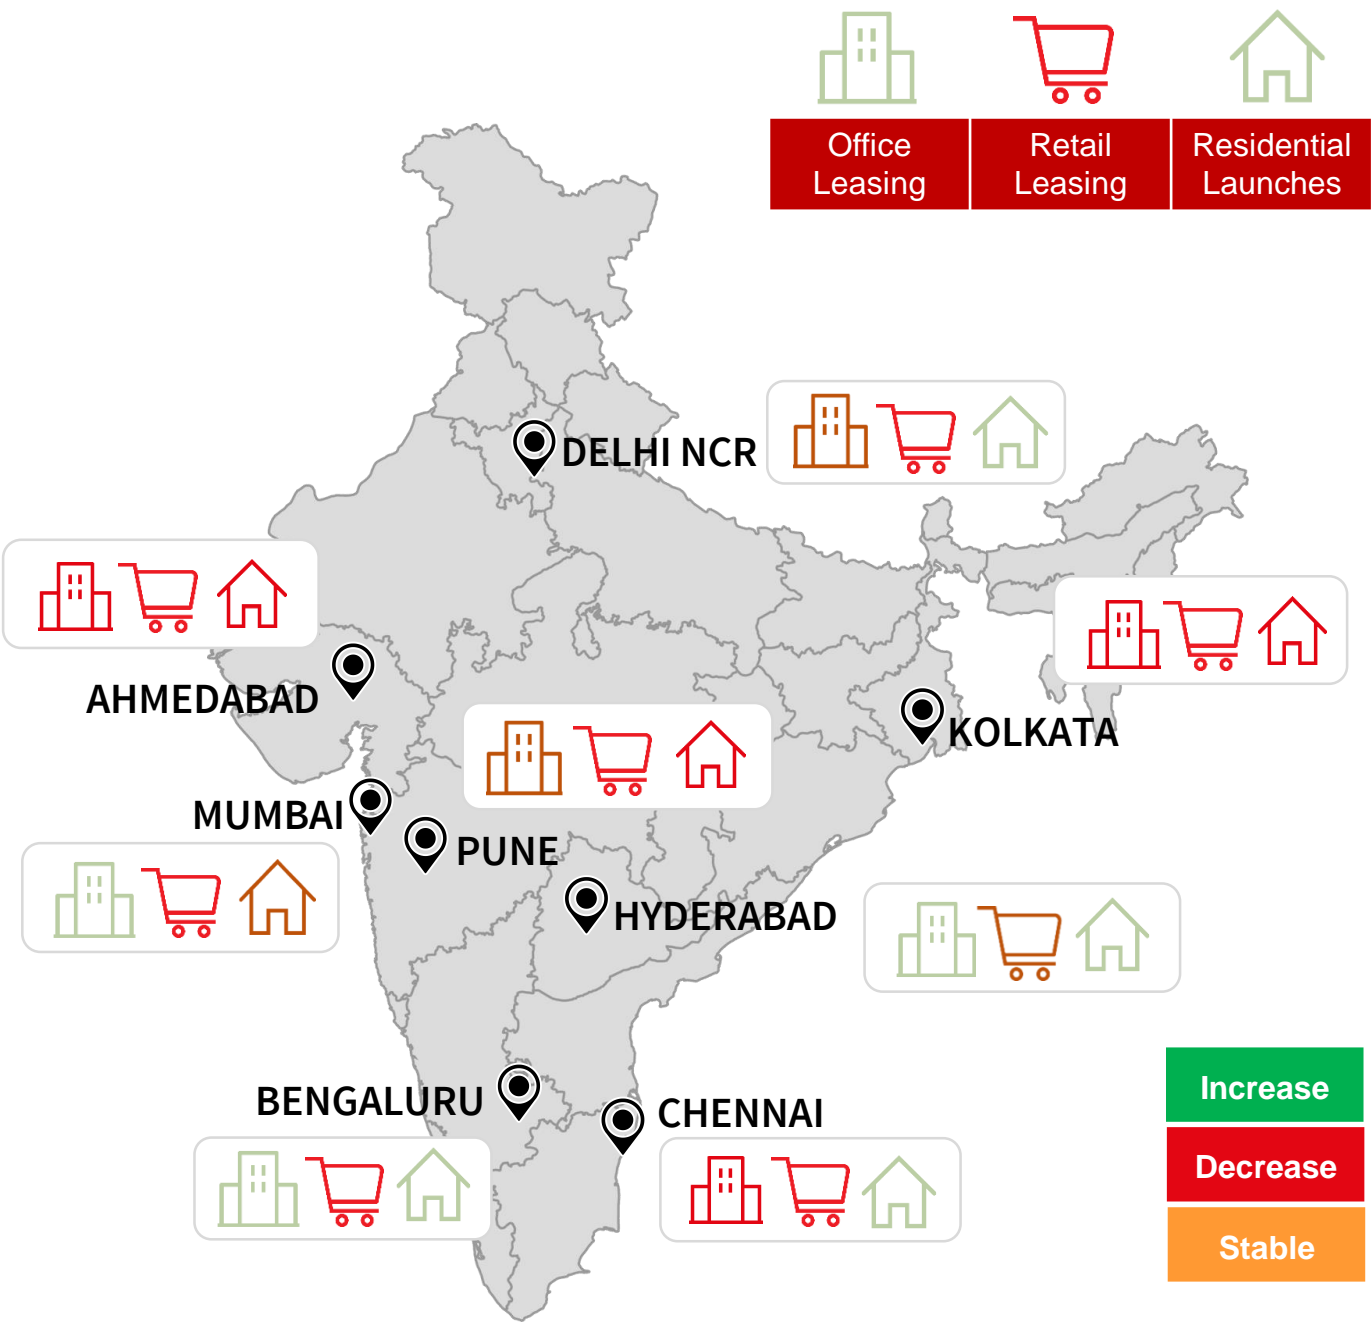 Office
Leasing
Retail
Leasing
Residential
Launches
DELHI NCR
AHMEDABAD
KOLKATA
MUMBAI
PUNE
HYDERABAD
BENGALURU
CHENNAI
Increase
Decrease
Stable